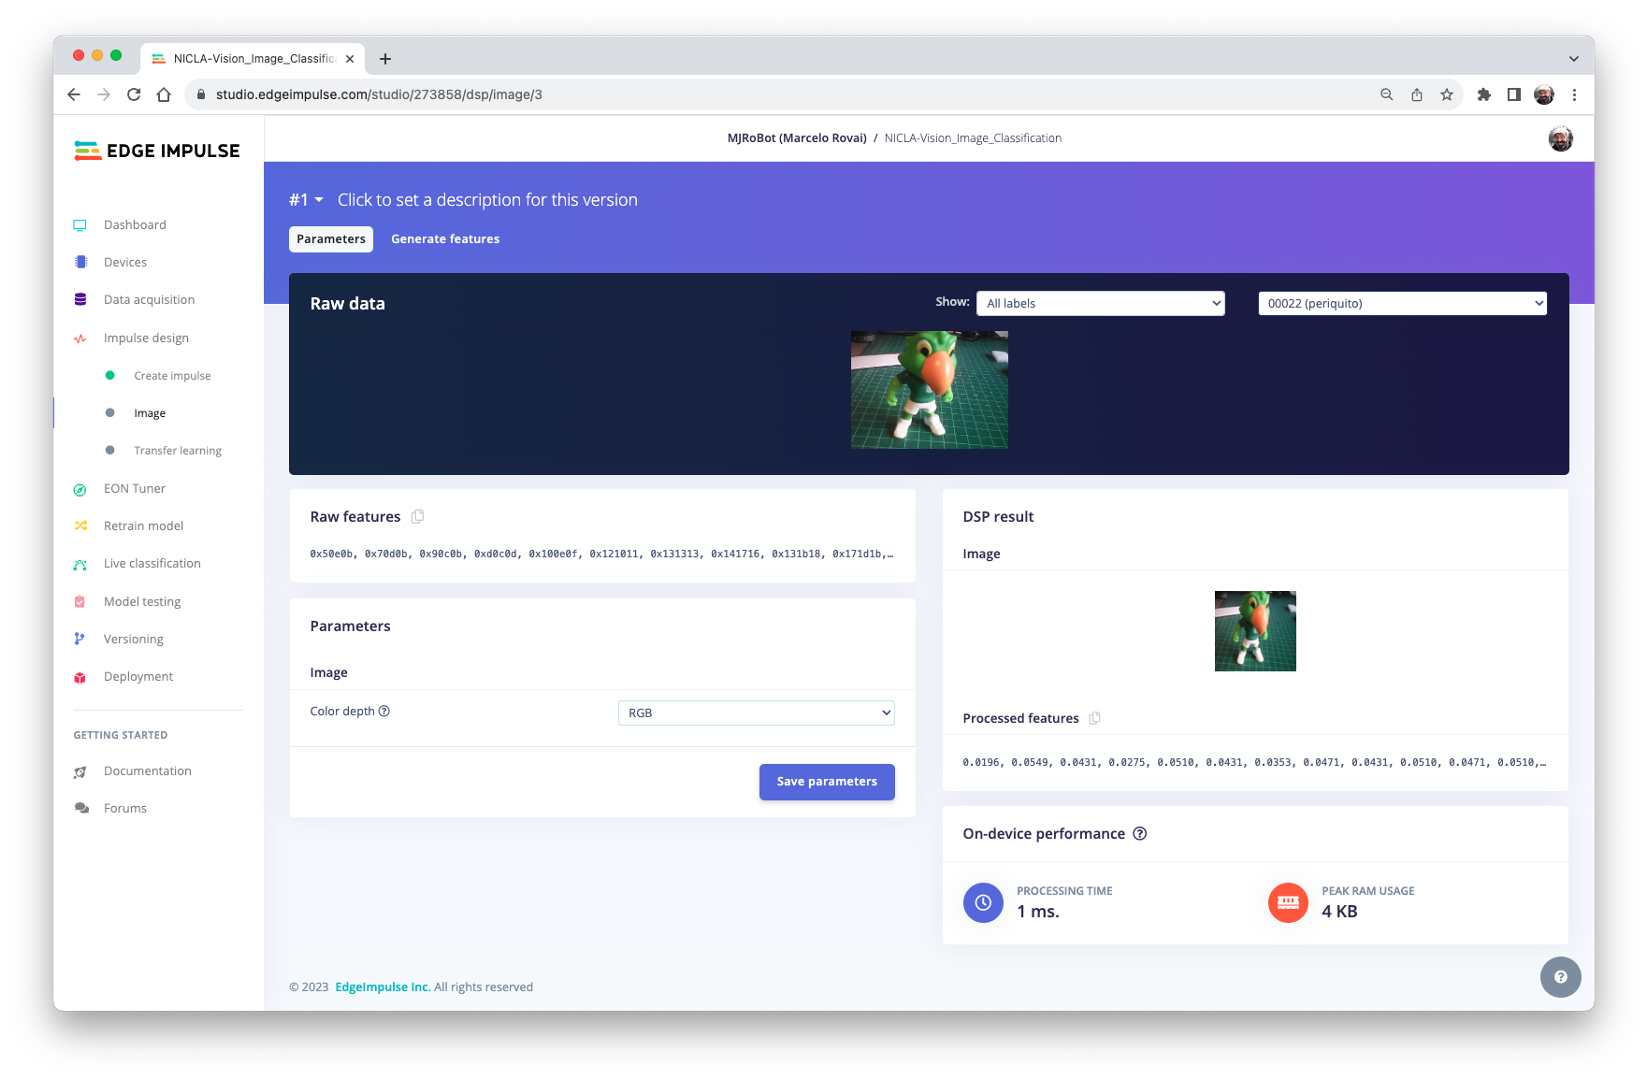 NICLA-Vision_Image_Classific
studio.edgeimpulse.com/studio/273858/dsp/image/3
EDGE IMPULSE
MJRoBot (Marcelo Rovai) / NICLA-Vision_Image_Classification
#1 Click to set a description for this version
Parameters Generate features
Dashboard
Devices
Data acquisition
Impulse design
Create impulse
Image
Transfer learning
EON Tuner
Retrain model
Live classification
Model testing
Versioning
Deployment
GETTING STARTED
Documentation
Forums
Raw data
Show: All labels 00022 (periquito)
Raw features
0x50e0b, 0x70d0b, 0x90c0b, 0xd0c0d, 0x100e0f, 0x121011, 0x131313, 0x141716, 0x131b18, 0x171d1b,…
Parameters
Image
Color depth RGB
Save parameters
DSP result
Image
Processed features
0.0196, 0.0549, 0.0431, 0.0275, 0.0510, 0.0431, 0.0353, 0.0471, 0.0431, 0.0510, 0.0471, 0.0510,…
On-device performance
PROCESSING TIME
1 ms.
PEAK RAM USAGE
4 KB
© 2023 EdgeImpulse Inc. All rights reserved